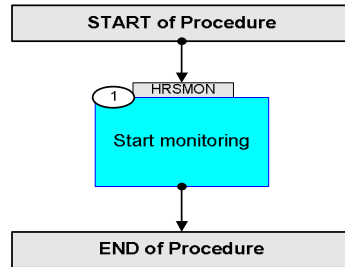 START of Procedure
HRSMON
1
Start monitoring
END of Procedure